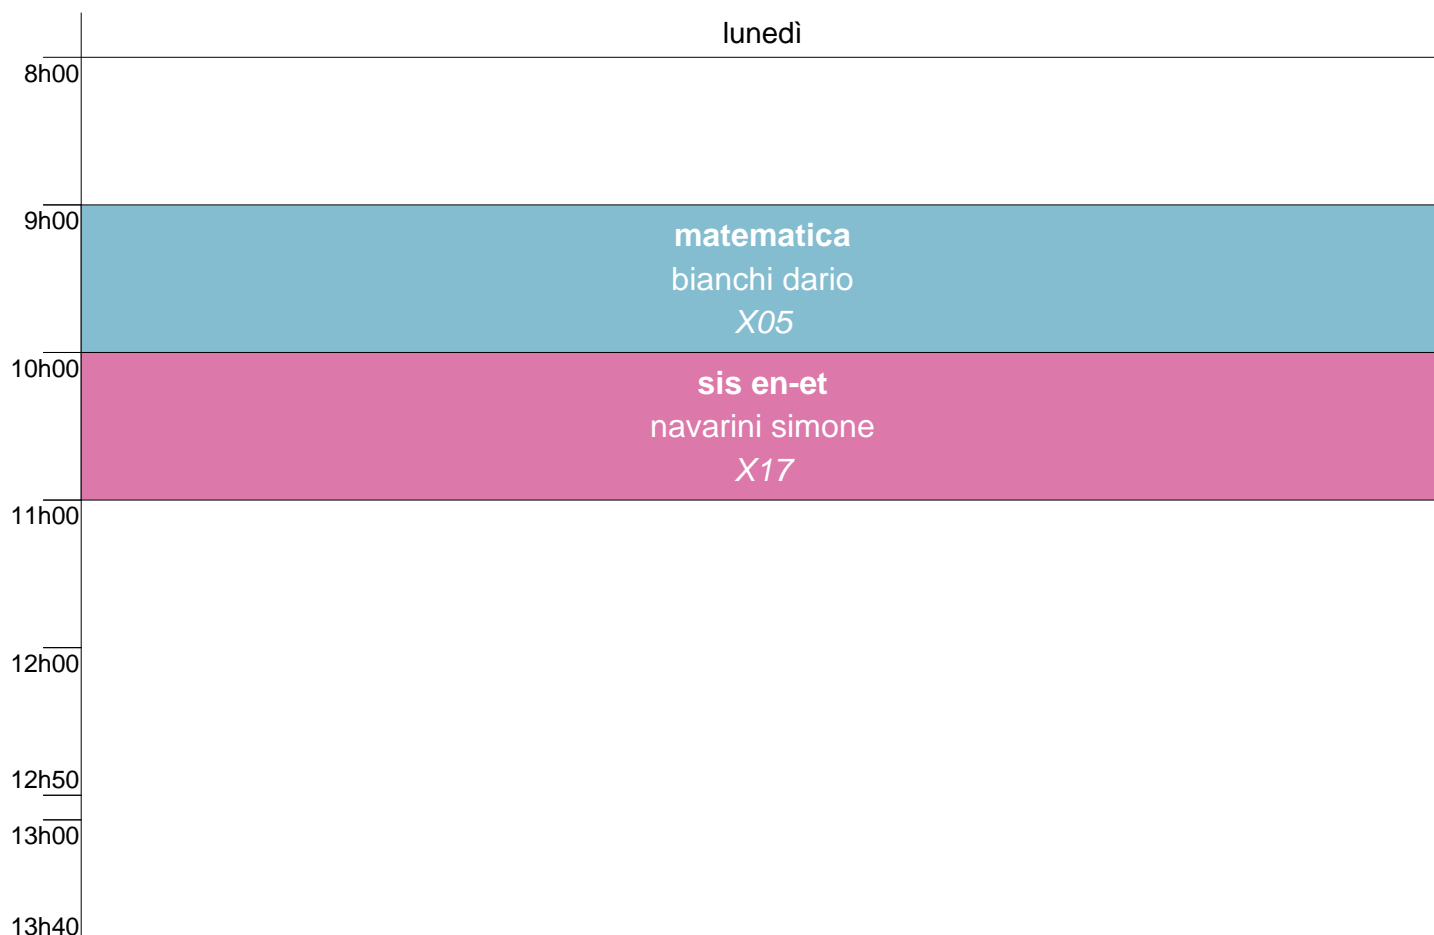 lunedì
8h00
9h00
matematica
bianchi dario
X05
10h00
sis en-et
navarini simone
X17
11h00
12h00
12h50
13h00
13h40